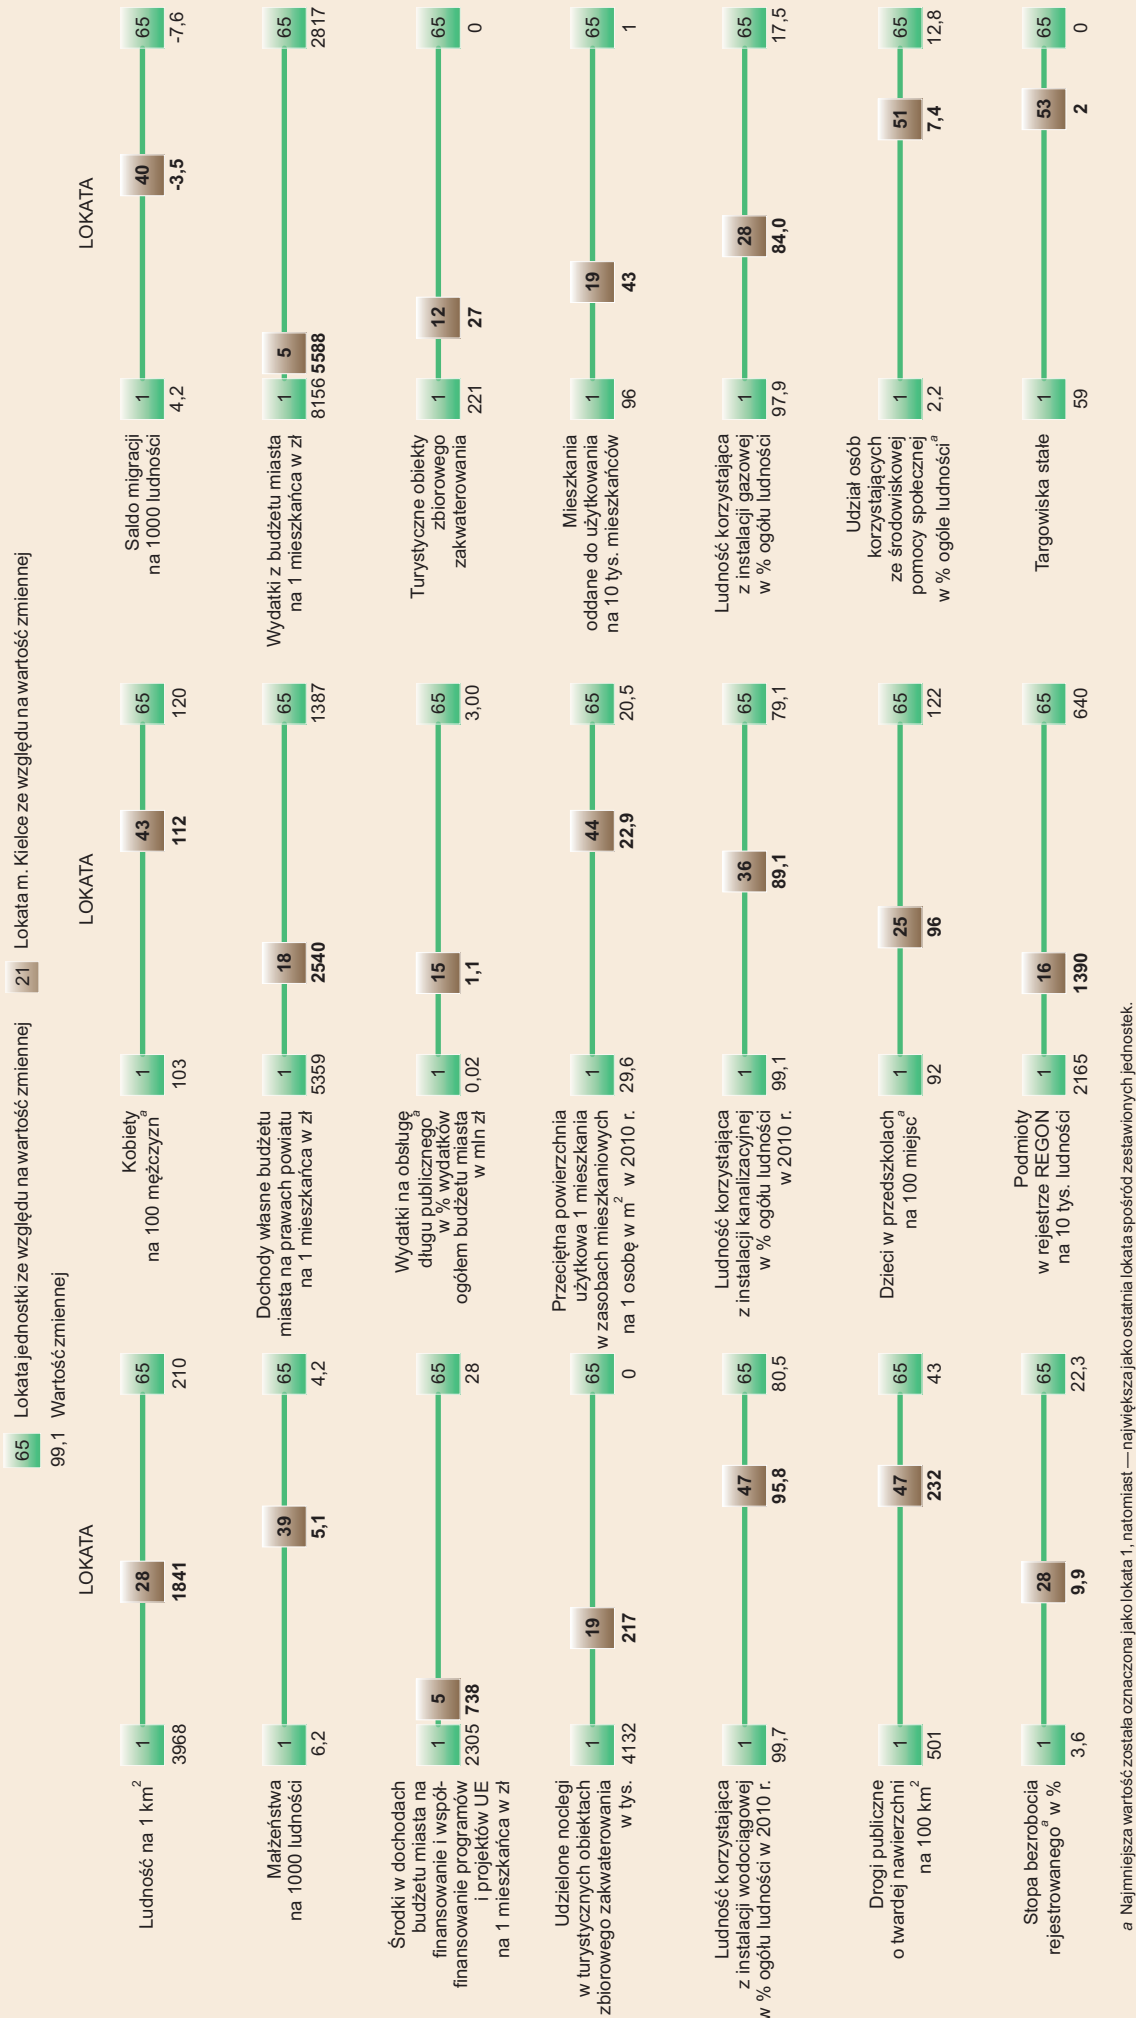 65 Lokata jednostki ze względu na wartość zmiennej 21 Lokata m. Kielce ze względu na wartość zmiennej
99,1 Wartość zmiennej
LOKATA LOKATA LOKATA
Ludność na 1 km²
1 28 65
3968 1841 210
Kobiety
na 100 mężczyzn ᵃ
1 43 65
103 112 120
Saldo migracji
na 1000 ludności
1 40 65
4,2 -3,5 -7,6
Małżeństwa
na 1000 ludności
1 39 65
6,2 5,1 4,2
Dochody własne budżetu
miasta na prawach powiatu
na 1 mieszkańca w zł
1 18 65
5359 2540 1387
Wydatki z budżetu miasta
na 1 mieszkańca w zł
1 5 65
8156 5588 2817
Środki w dochodach
budżetu miasta na
finansowanie i współ-
finansowanie programów
i projektów UE
na 1 mieszkańca w zł
1 5 65
2305 738 28
Wydatki na obsługę
długu publicznego ᵃ
w % wydatków
ogółem budżetu miasta
w mln zł
1 15 65
0,02 1,1 3,00
Turystyczne obiekty
zbiorowego
zakwaterowania
1 12 65
221 27 0
Udzielone noclegi
w turystycznych obiektach
zbiorowego zakwaterowania
w tys.
1 19 65
4132 217 0
Przeciętna powierzchnia
użytkowa 1 mieszkania
w zasobach mieszkaniowych
na 1 osobę w m² w 2010 r.
1 44 65
29,6 22,9 20,5
Mieszkania
oddane do użytkowania
na 10 tys. mieszkańców
1 19 65
96 43 1
Ludność korzystająca
z instalacji wodociągowej
w % ogółu ludności w 2010 r.
1 47 65
99,7 95,8 80,5
Ludność korzystająca
z instalacji kanalizacyjnej
w % ogółu ludności
w 2010 r.
1 36 65
99,1 89,1 79,1
Ludność korzystająca
z instalacji gazowej
w % ogółu ludności
1 28 65
97,9 84,0 17,5
Drogi publiczne
o twardej nawierzchni
na 100 km²
1 47 65
501 232 43
Dzieci w przedszkolach
na 100 miejsc ᵃ
1 25 65
92 96 122
Udział osób
korzystających
ze środowiskowej
pomocy społecznej
w % ogóle ludności ᵃ
1 51 65
2,2 7,4 12,8
Stopa bezrobocia
rejestrowanego ᵃ w %
1 28 65
3,6 9,9 22,3
Podmioty
w rejestrze REGON
na 10 tys. ludności
1 16 65
2165 1390 640
Targowiska stałe
1 53 65
59 2 0
a Najmniejsza wartość została oznaczona jako lokata 1, natomiast — największa jako ostatnia lokata spośród zestawionych jednostek.